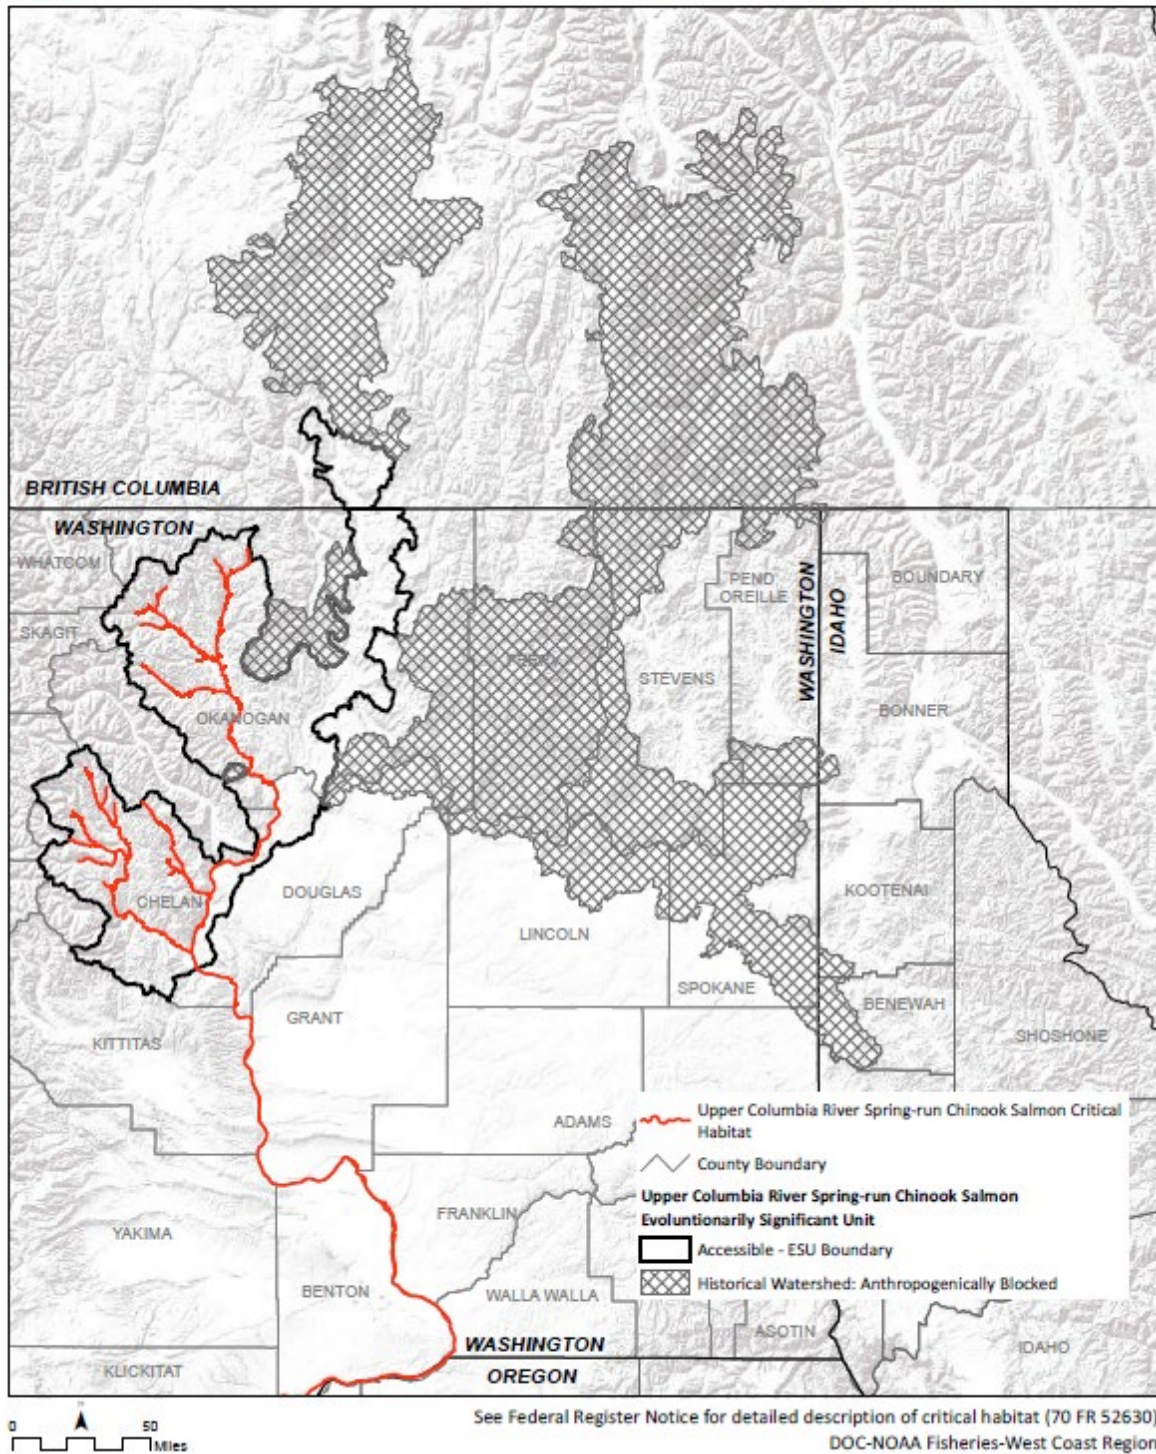 BRITISH COLUMBIA
WASHINGTON
WHATCOM
SKAGIT
PEND
OREILLE
BOUNDARY
WASHINGTON
IDAHO
FERRY
STEVENS
OKANOGAN
BONNER
CHELAN
DOUGLAS
KOOTENAI
LINCOLN
SPOKANE
BENEWAH
GRANT
KITTITAS
SHOSHONE
ADAMS
Upper Columbia River Spring-run Chinook Salmon Critical
Habitat
County Boundary
Upper Columbia River Spring-run Chinook Salmon
Evoluntionarily Significant Unit
Accessible - ESU Boundary
Historical Watershed: Anthropogenically Blocked
FRANKLIN
YAKIMA
BENTON
WALLA WALLA
ASOTIN
WASHINGTON
OREGON
IDAHO
KLICKITAT
0 50
Miles
See Federal Register Notice for detailed description of critical habitat (70 FR 52630)
DOC-NOAA Fisheries-West Coast Region